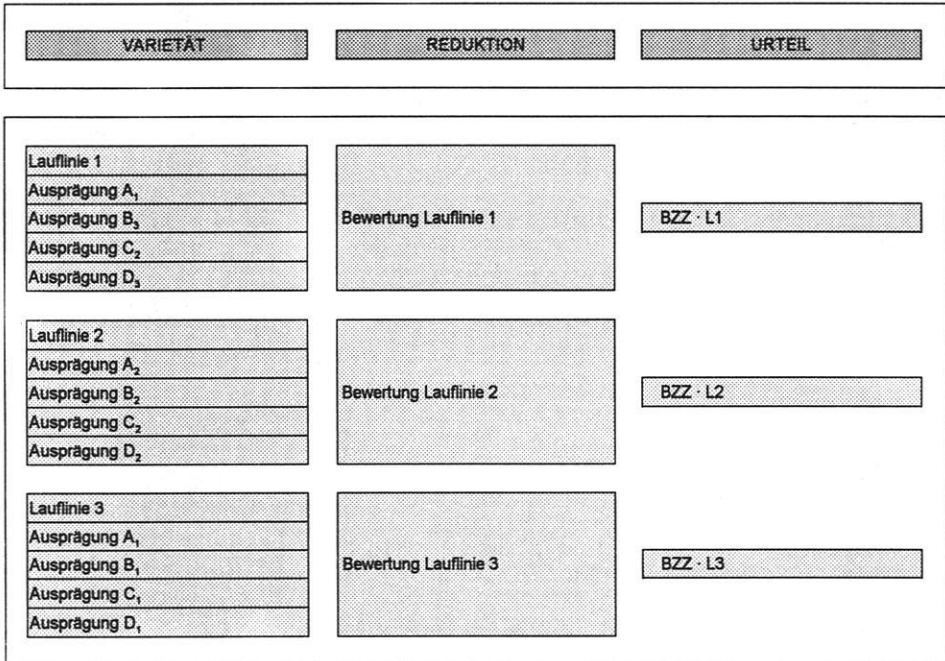 VARIETÄT
REDUKTION
URTEIL
Lauflinie 1
Ausprägung A₁
Ausprägung B₃
Ausprägung C₂
Ausprägung D₃
Bewertung Lauflinie 1
BZZ · L1
Lauflinie 2
Ausprägung A₂
Ausprägung B₂
Ausprägung C₂
Ausprägung D₂
Bewertung Lauflinie 2
BZZ · L2
Lauflinie 3
Ausprägung A₁
Ausprägung B₁
Ausprägung C₁
Ausprägung D₁
Bewertung Lauflinie 3
BZZ · L3